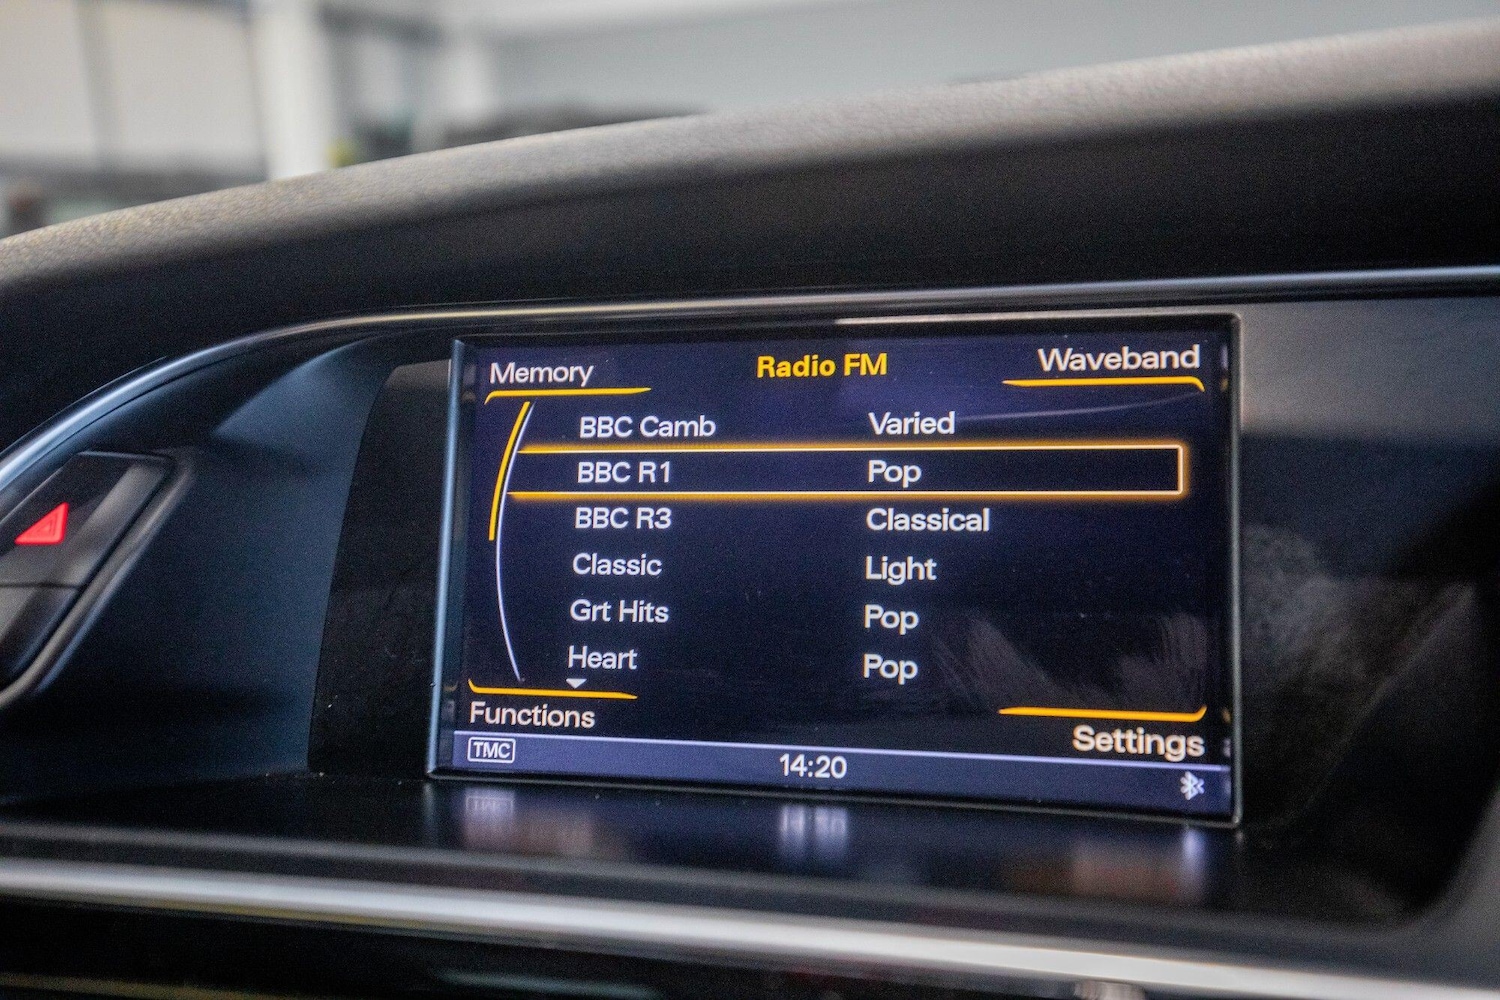 Memory Radio FM Waveband
BBC Camb Varied
BBC R1 Pop
BBC R3 Classical
Classic Light
Grt Hits Pop
Heart Pop
Functions Settings
TMC 14:20